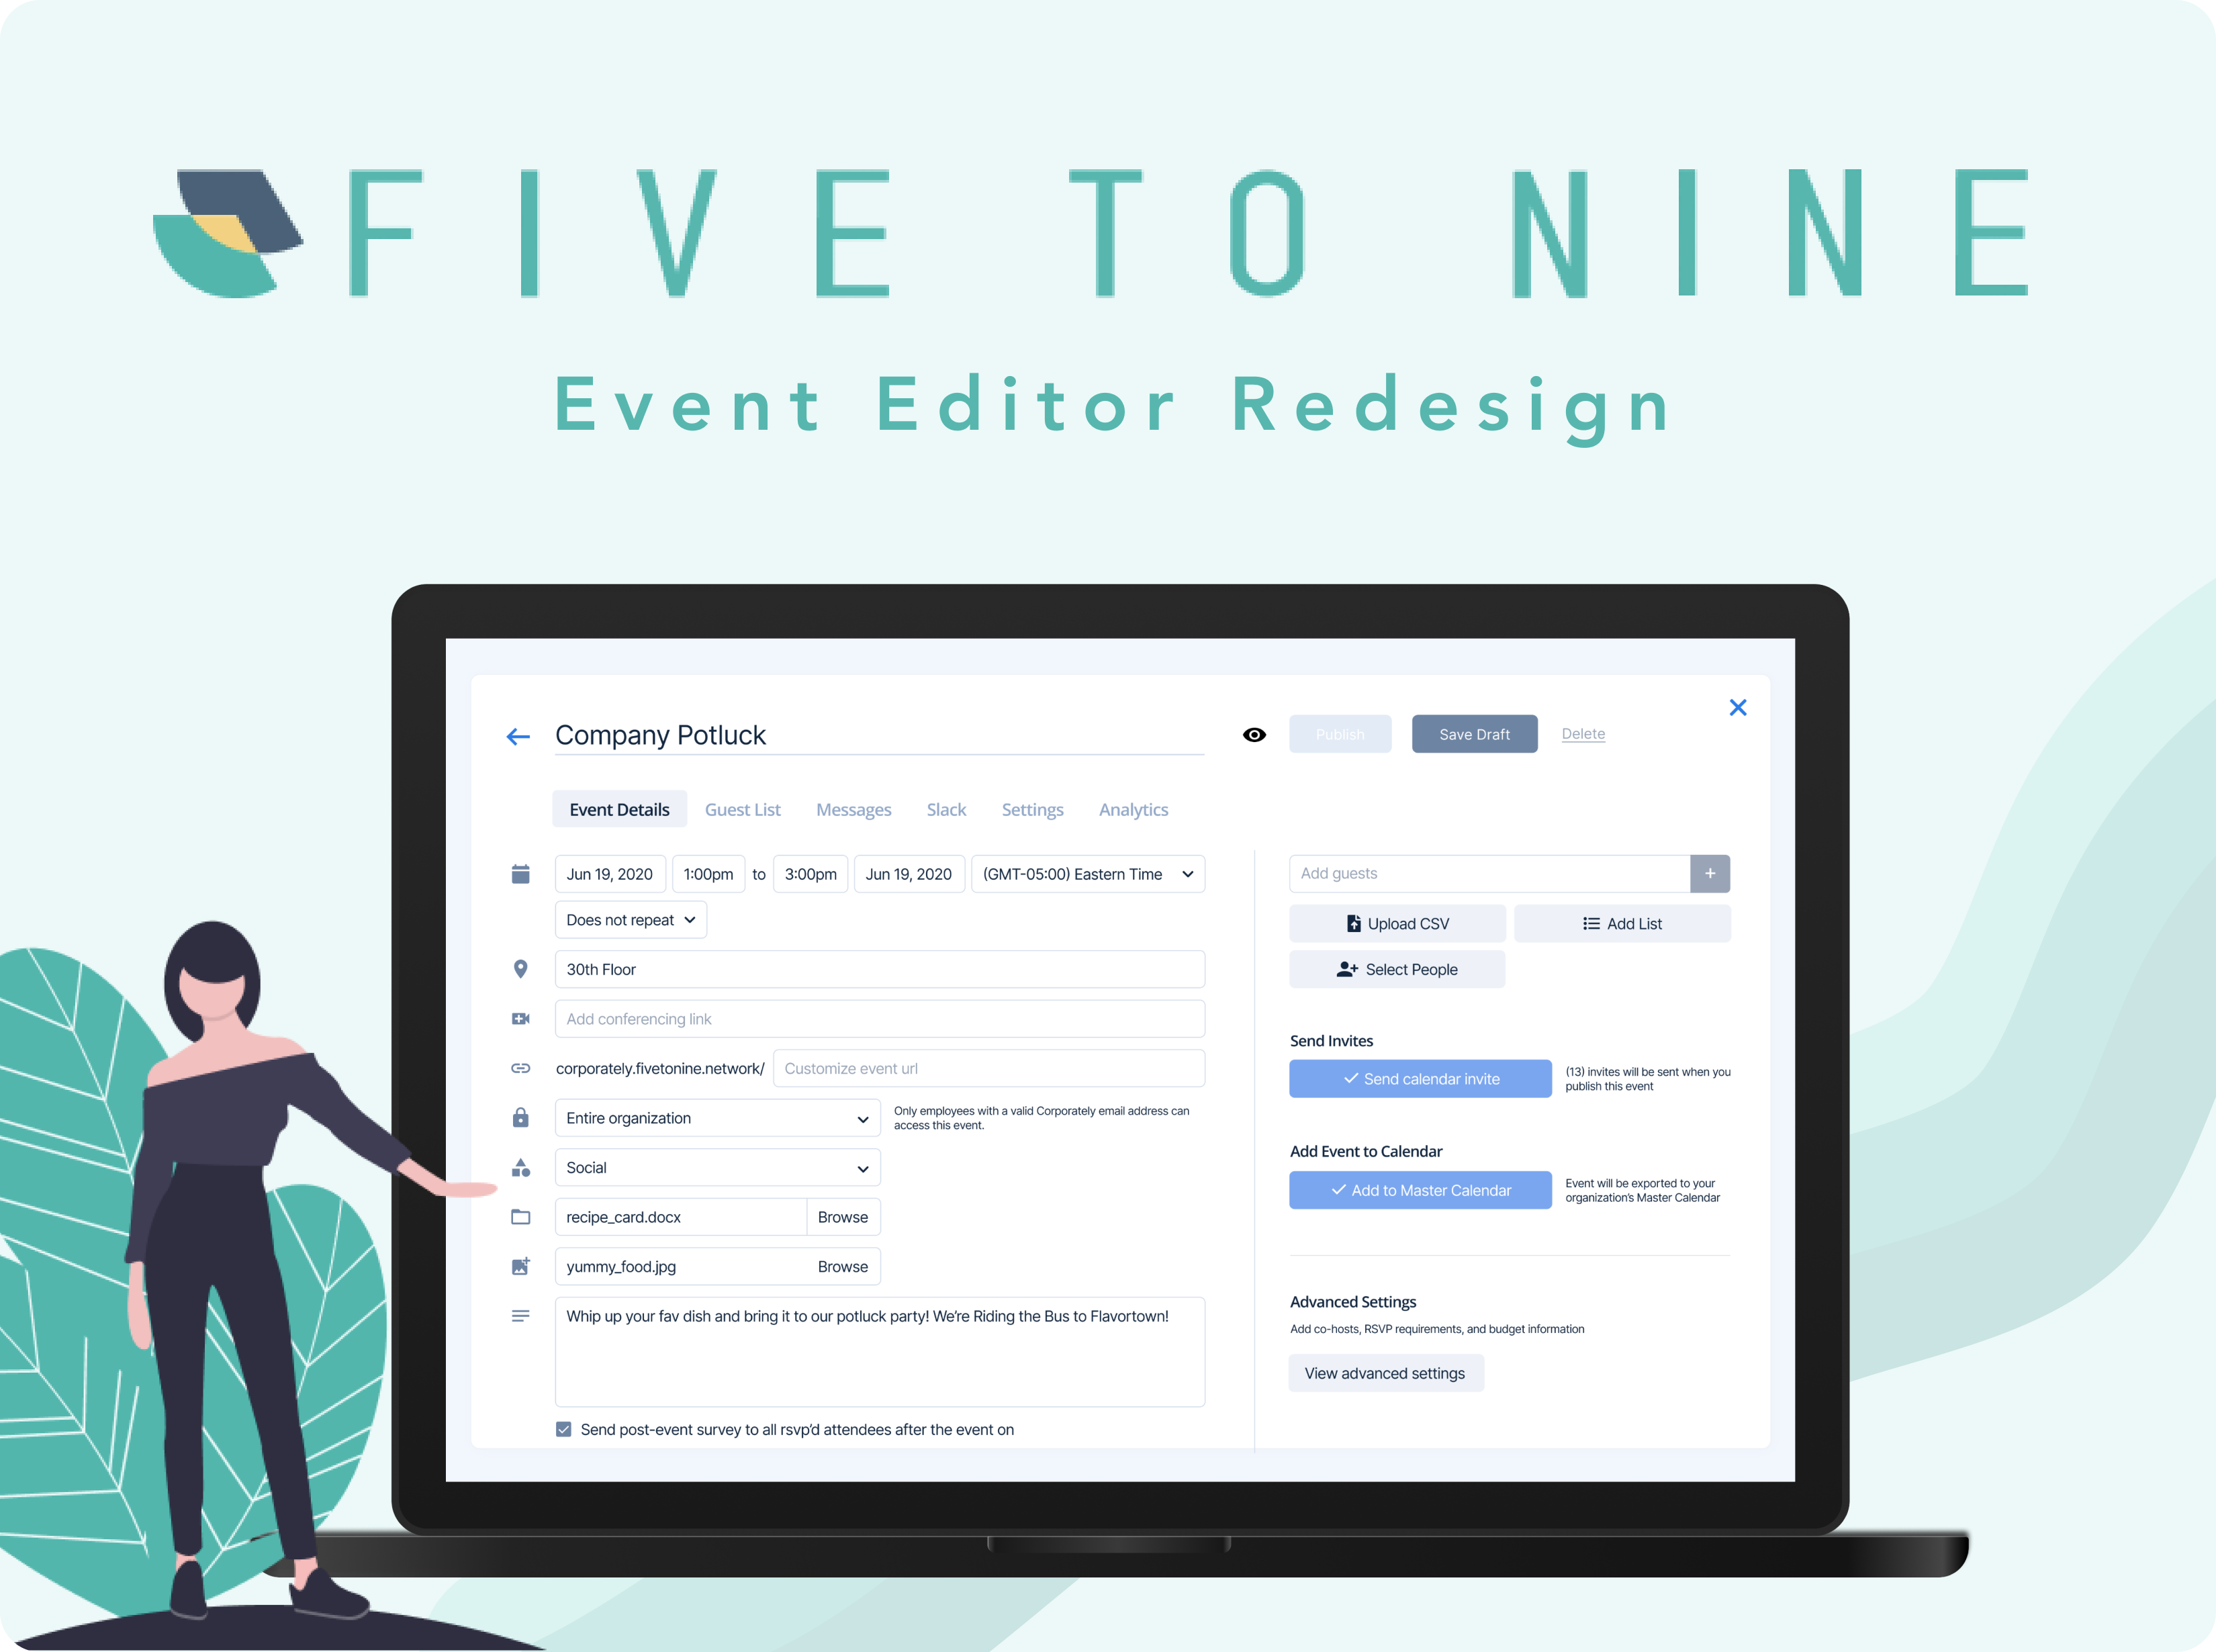 FIVE TO NINE
Event Editor Redesign
Company Potluck
Publish
Save Draft
Delete
Event Details Guest List Messages Slack Settings Analytics
Jun 19, 2020 1:00pm to 3:00pm Jun 19, 2020 (GMT-05:00) Eastern Time
Does not repeat
30th Floor
Add conferencing link
corporately.fivetonine.network/ Customize event url
Entire organization
Only employees with a valid Corporately email address can
access this event.
Social
recipe_card.docx Browse
yummy_food.jpg Browse
Whip up your fav dish and bring it to our potluck party! We're Riding the Bus to Flavortown!
Send post-event survey to all rsvp'd attendees after the event on
Add guests +
Upload CSV Add List
Select People
Send Invites
Send calendar invite
(13) invites will be sent when you
publish this event
Add Event to Calendar
Add to Master Calendar
Event will be exported to your
organization's Master Calendar
Advanced Settings
Add co-hosts, RSVP requirements, and budget information
View advanced settings